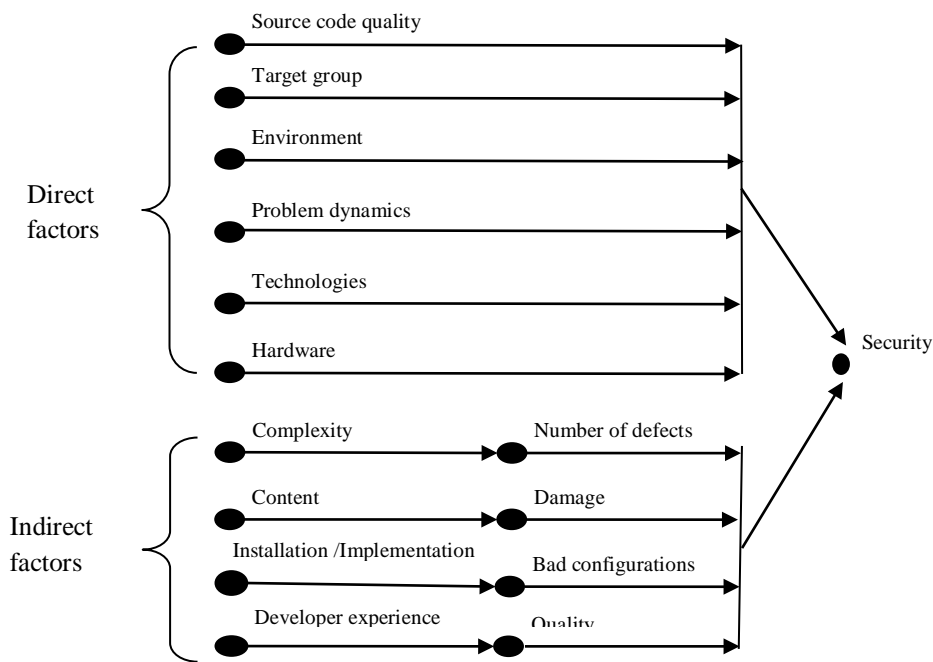 Source code quality
Target group
Environment
Direct
factors
Problem dynamics
Technologies
Hardware
Security
Complexity
Number of defects
Content
Damage
Indirect
factors
Installation /Implementation
Bad configurations
Developer experience
Quality